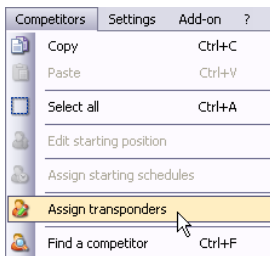 Competitors Settings Add-on ?
Copy Ctrl+C
Paste Ctrl+V
Select all Ctrl+A
Edit starting position
Assign starting schedules
Assign transponders
Find a competitor Ctrl+F